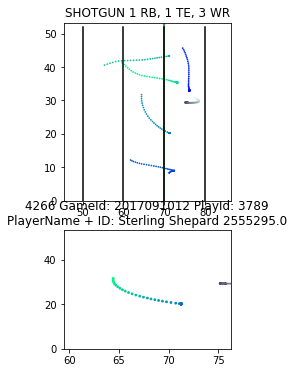 SHOTGUN 1 RB, 1 TE, 3 WR
50
40
30
20
10
0
50 60 70 80
4266 GameId: 2017091012 PlayId: 3789
PlayerName + ID: Sterling Shepard 2555295.0
40
20
0
60 65 70 75